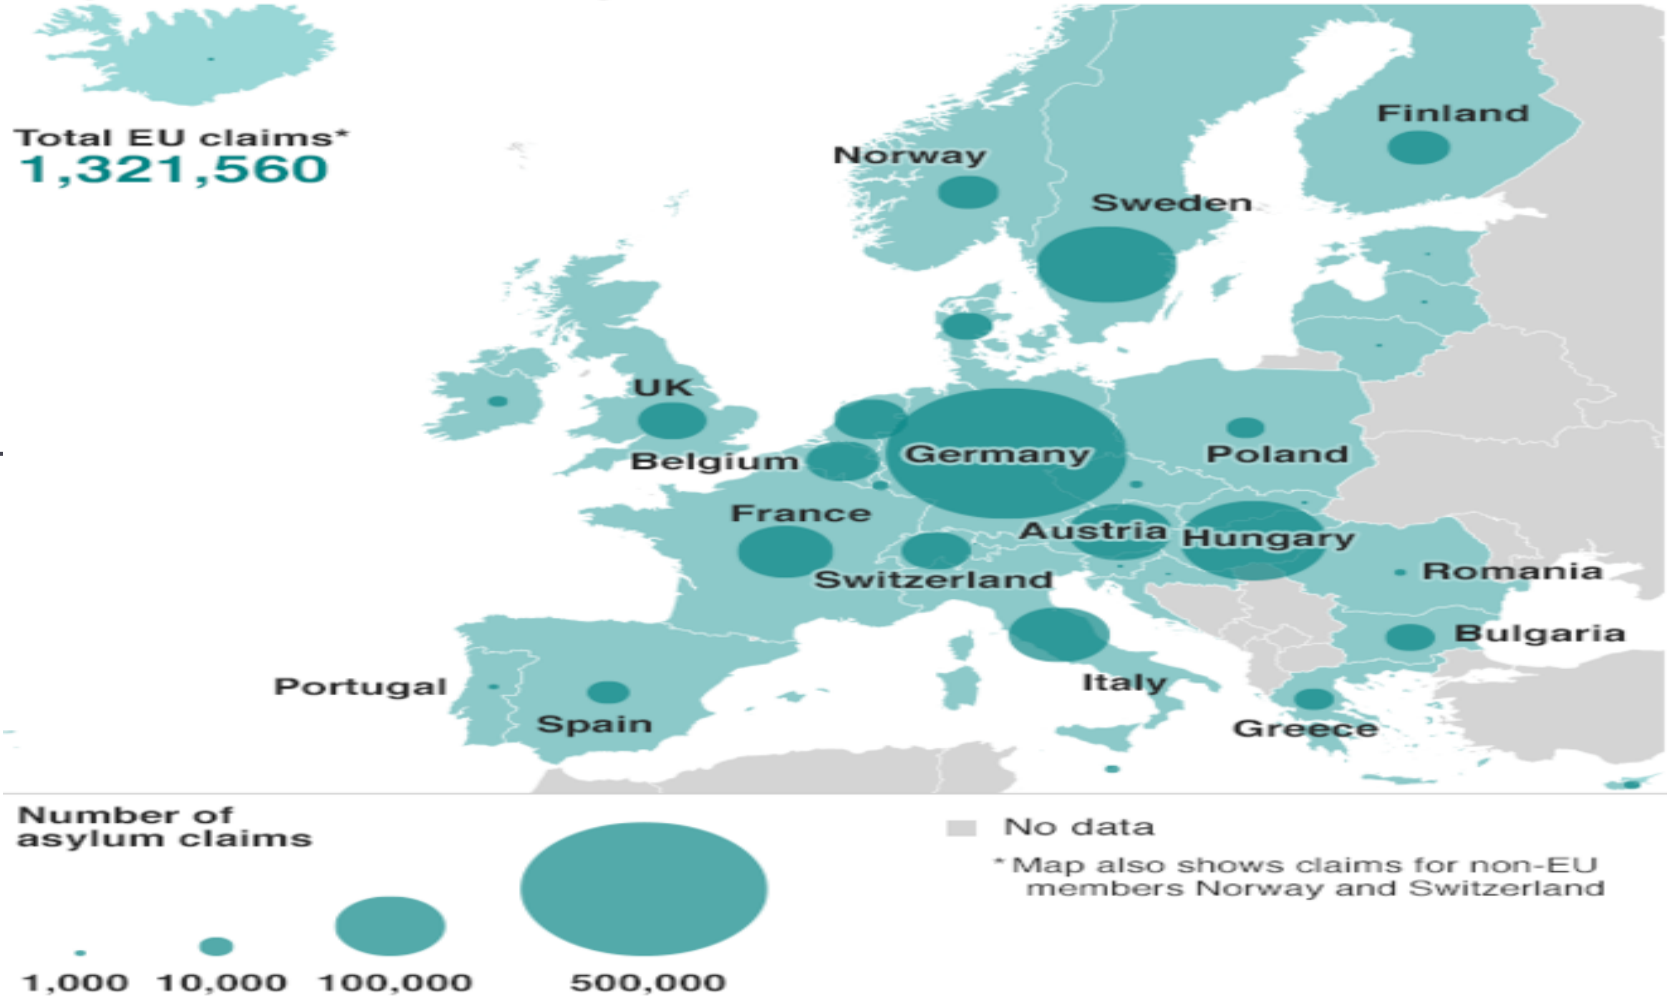 Total EU claims*
1,321,560
Finland
Norway
Sweden
UK
Belgium
Germany
Poland
France
Austria
Hungary
Switzerland
Romania
Bulgaria
Portugal
Italy
Spain
Greece
Number of
asylum claims
1,000
10,000
100,000
500,000
No data
* Map also shows claims for non-EU
members Norway and Switzerland